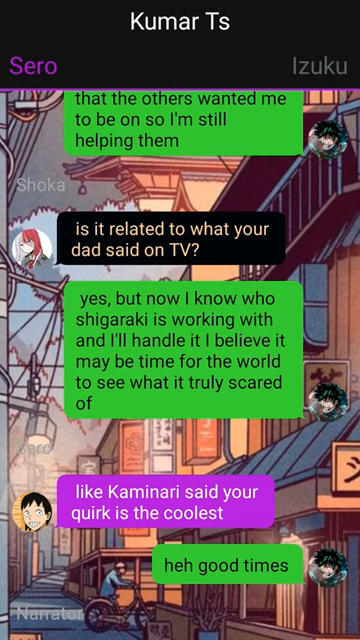 Kumar Ts
Sero
Izuku
that the others wanted me
to be on so I'm still
helping them
Shoka
is it related to what your
dad said on TV?
yes, but now I know who
shigaraki is working with
and I'll handle it I believe it
may be time for the world
to see what it truly scared
of
sero
like Kaminari said your
quirk is the coolest
heh good times
Narrator